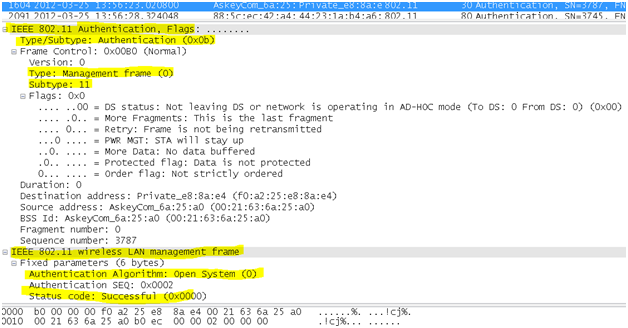 1604 2012-03-25 13:56:23.020800 AskeyCom_6a:25: Private_e8:8a:e 802.11 30 Authentication, SN=3787, FN
2091 2012-03-25 13:56:28.324048 88:5c:ec:42:a4: 44:23:1a:b4:a6: 802.11 80 Authentication, SN=3745, FN
IEEE 802.11 Authentication, Flags: ........
Type/Subtype: Authentication (0x0b)
Frame Control: 0x00B0 (Normal)
Version: 0
Type: Management frame (0)
Subtype: 11
Flags: 0x0
.... ..00 = DS status: Not leaving DS or network is operating in AD-HOC mode (To DS: 0 From DS: 0) (0x00)
.... .0.. = More Fragments: This is the last fragment
.... 0... = Retry: Frame is not being retransmitted
...0 .... = PWR MGT: STA will stay up
..0. .... = More Data: No data buffered
.0.. .... = Protected flag: Data is not protected
0... .... = Order flag: Not strictly ordered
Duration: 0
Destination address: Private_e8:8a:e4 (f0:a2:25:e8:8a:e4)
Source address: AskeyCom_6a:25:a0 (00:21:63:6a:25:a0)
BSS Id: AskeyCom_6a:25:a0 (00:21:63:6a:25:a0)
Fragment number: 0
Sequence number: 3787
IEEE 802.11 wireless LAN management frame
Fixed parameters (6 bytes)
Authentication Algorithm: Open System (0)
Authentication SEQ: 0x0002
Status code: Successful (0x0000)
0000 b0 00 00 00 f0 a2 25 e8 8a e4 00 21 63 6a 25 a0 ......%. ...!cj%.
0010 00 21 63 6a 25 a0 b0 ec 00 00 02 00 00 00 .!cj%... ......